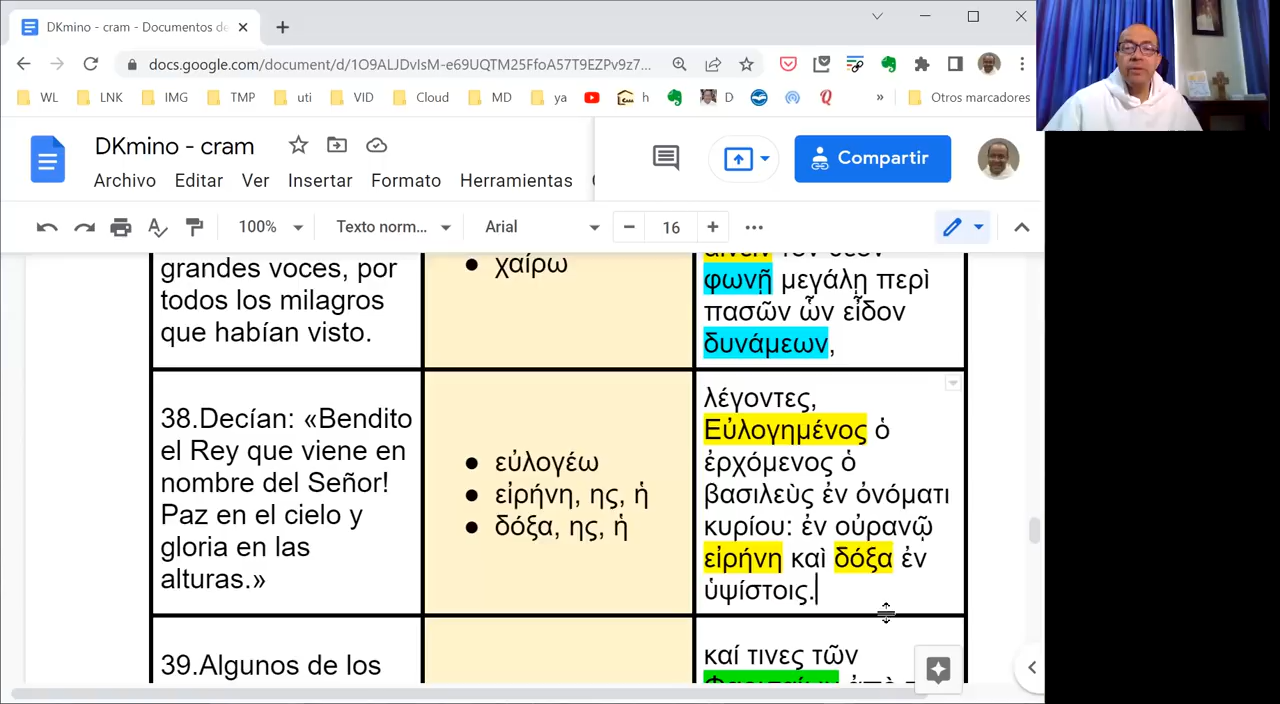 DKmino - cram - Documentos de
docs.google.com/document/d/1O9ALJDvIsM-e69UQTM25FfoA57T9EZPv9z7...
WL LNK IMG TMP uti VID Cloud MD ya h D » Otros marcadores
DKmino - cram
Compartir
Archivo Editar Ver Insertar Formato Herramientas
100% Texto norm... Arial 16
grandes voces, por
todos los milagros
que habían visto.
● χαίρω
αἰνεῖν τὸν θεὸν
φωνῇ μεγάλῃ περὶ
πασῶν ὧν εἶδον
δυνάμεων,
38.Decían: «Bendito
el Rey que viene en
nombre del Señor!
Paz en el cielo y
gloria en las
alturas.»
● εὐλογέω
● εἰρήνη, ης, ἡ
● δόξα, ης, ἡ
λέγοντες,
Εὐλογημένος ὁ
ἐρχόμενος ὁ
βασιλεὺς ἐν ὀνόματι
κυρίου: ἐν οὐρανῷ
εἰρήνη καὶ δόξα ἐν
ὑψίστοις.
39.Algunos de los
καί τινες τῶν
Φαρισαίων ἀπὸ